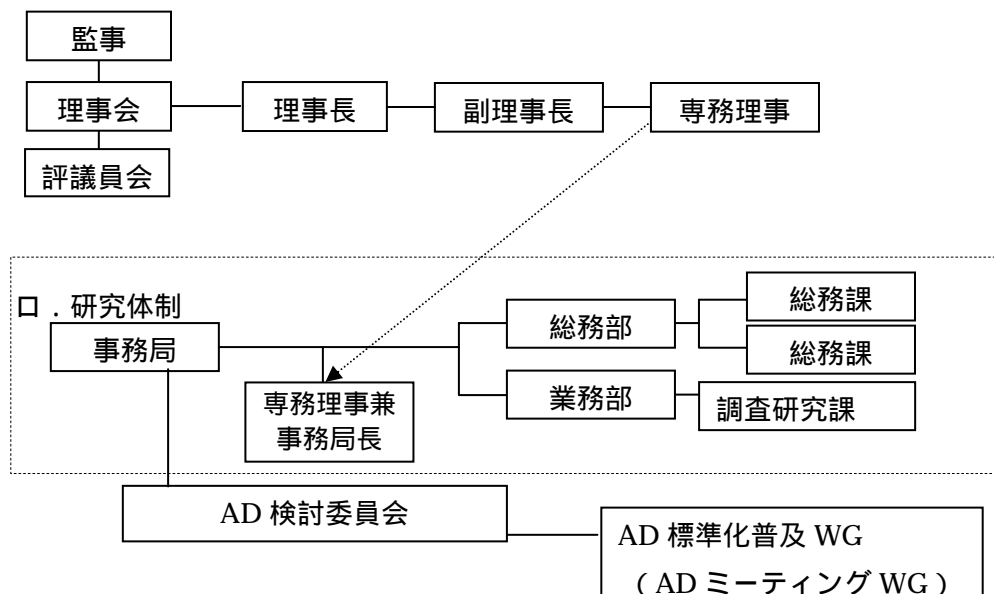 監事
理事会
理事長
副理事長
専務理事
評議員会
ロ．研究体制
事務局
総務部
総務課
総務課
専務理事兼
事務局長
業務部
調査研究課
AD 検討委員会
AD 標準化普及 WG
（AD ミーティング WG）